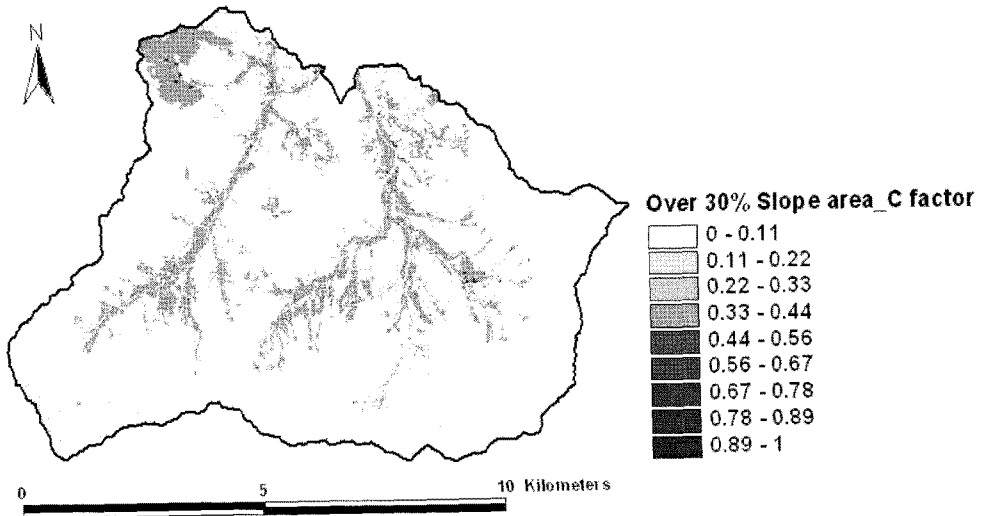 N
Over 30% Slope area_C factor
0 - 0.11
0.11 - 0.22
0.22 - 0.33
0.33 - 0.44
0.44 - 0.56
0.56 - 0.67
0.67 - 0.78
0.78 - 0.89
0.89 - 1
0 5 10 Kilometers